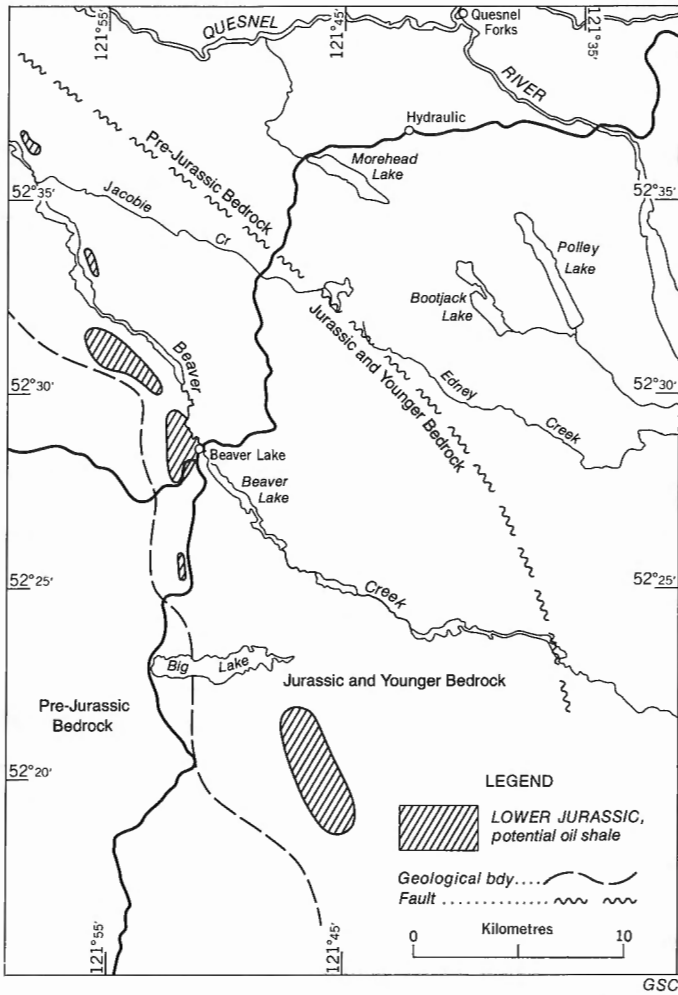 121°55'
QUESNEL
121°45'
Quesnel
Forks
121°35'
RIVER
Hydraulic
Pre-Jurassic Bedrock
Morehead
Lake
52°35'
52°35'
Jacobie
Cr
Polley
Lake
Bootjack
Lake
Jurassic and Younger Bedrock
Beaver
52°30'
52°30'
Edney
Creek
Beaver Lake
Beaver
Lake
52°25'
52°25'
Creek
Big Lake
Jurassic and Younger Bedrock
Pre-Jurassic
Bedrock
52°20'
LEGEND
LOWER JURASSIC,
potential oil shale
Geological bdy....
Fault ..........
Kilometres
0 10
121°55'
121°45'
GSC